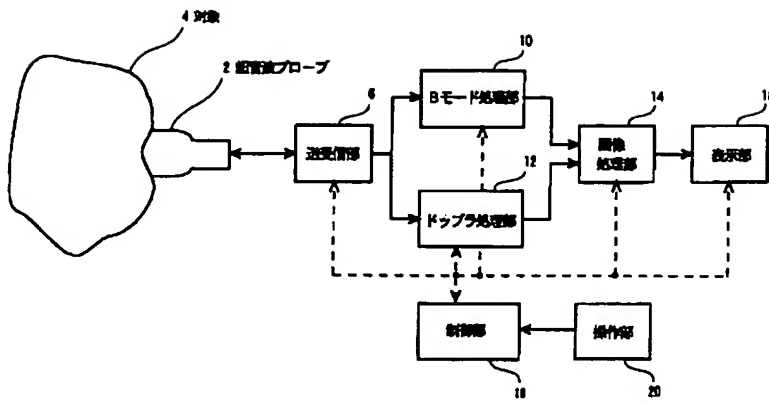 4 対象
2 超音波プローブ
6
送受信部
10
Bモード処理部
12
ドップラ処理部
14
画像
処理部
表示部
制御部
操作部
20